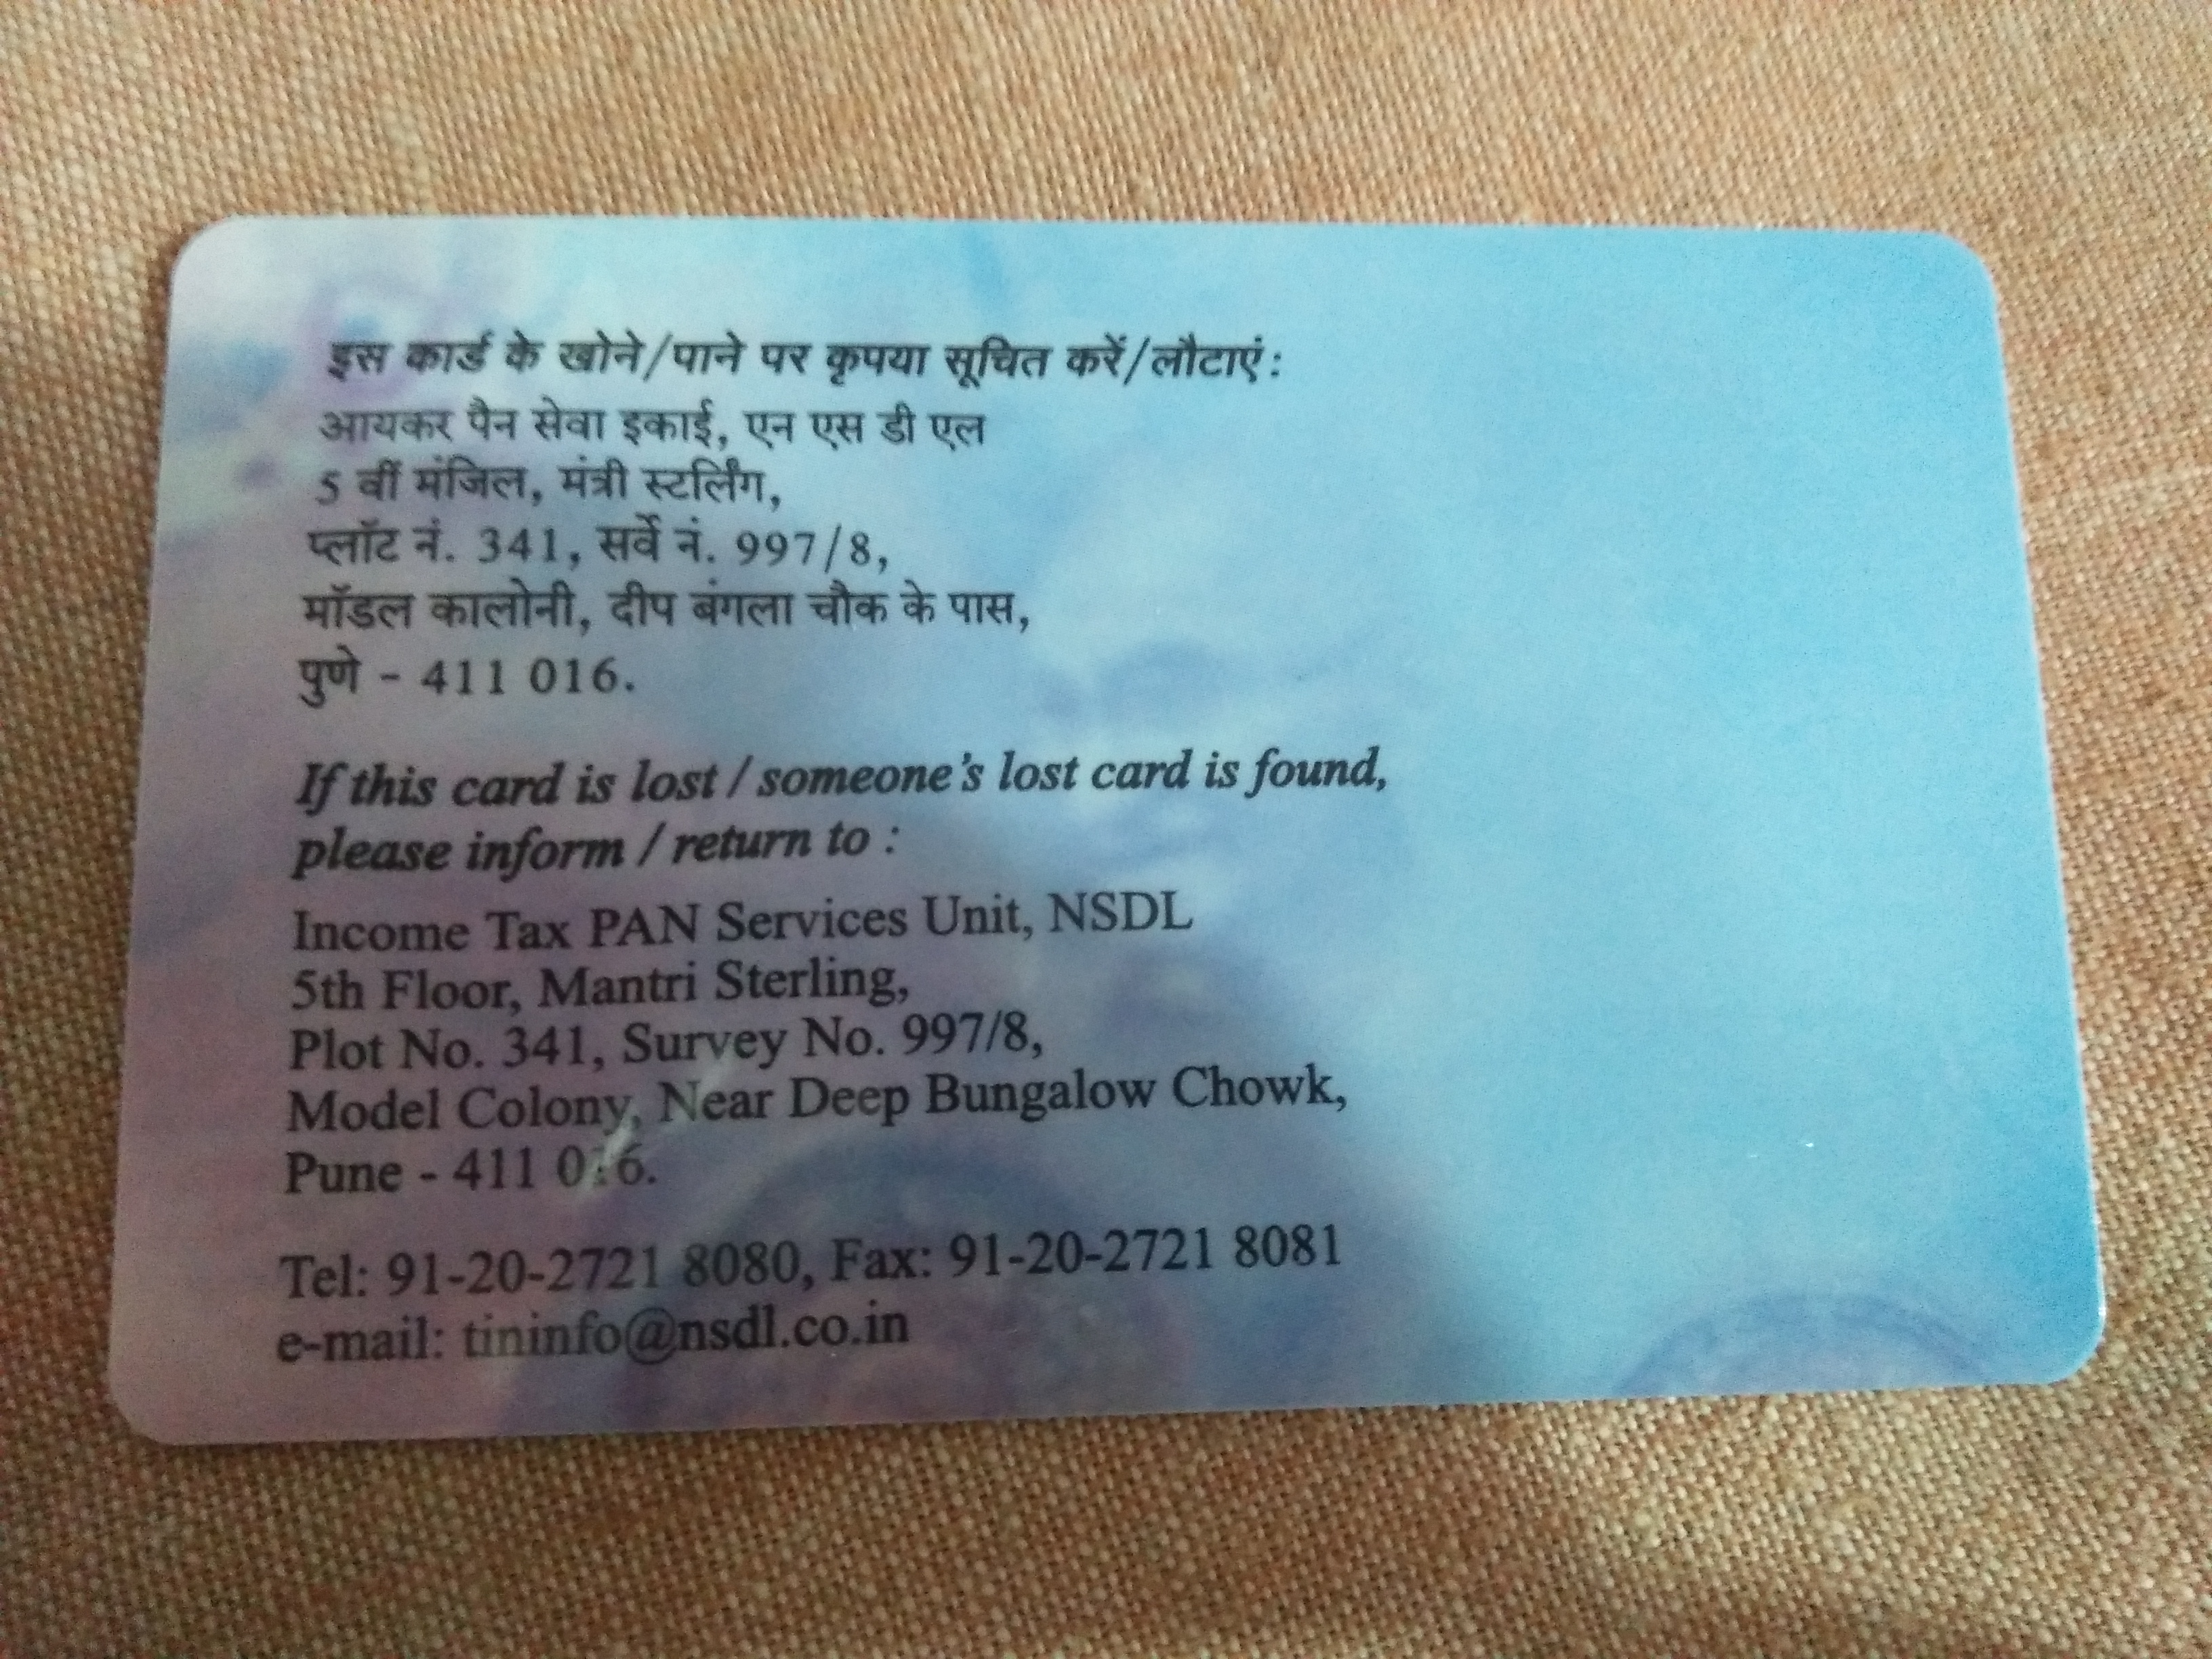 इस कार्ड के खोने/पाने पर कृपया सूचित करें/लौटाएं:
आयकर पैन सेवा इकाई, एन एस डी एल
5 वीं मंजिल, मंत्री स्टर्लिंग,
प्लॉट नं. 341, सर्वे नं. 997/8,
मॉडल कालोनी, दीप बंगला चौक के पास,
पुणे - 411 016.
If this card is lost / someone's lost card is found,
please inform / return to :
Income Tax PAN Services Unit, NSDL
5th Floor, Mantri Sterling,
Plot No. 341, Survey No. 997/8,
Model Colony, Near Deep Bungalow Chowk,
Pune - 411 016.
Tel: 91-20-2721 8080, Fax: 91-20-2721 8081
e-mail: tininfo@nsdl.co.in